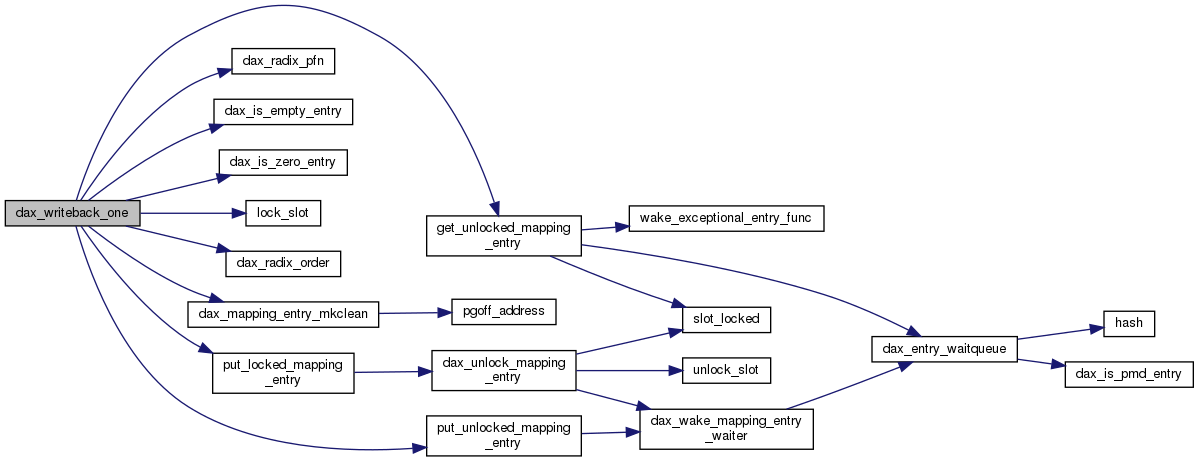 dax_writeback_one
dax_radix_pfn
dax_is_empty_entry
dax_is_zero_entry
lock_slot
dax_radix_order
dax_mapping_entry_mkclean
put_locked_mapping
_entry
get_unlocked_mapping
_entry
pgoff_address
dax_unlock_mapping
_entry
put_unlocked_mapping
_entry
wake_exceptional_entry_func
slot_locked
unlock_slot
dax_wake_mapping_entry
_waiter
dax_entry_waitqueue
hash
dax_is_pmd_entry